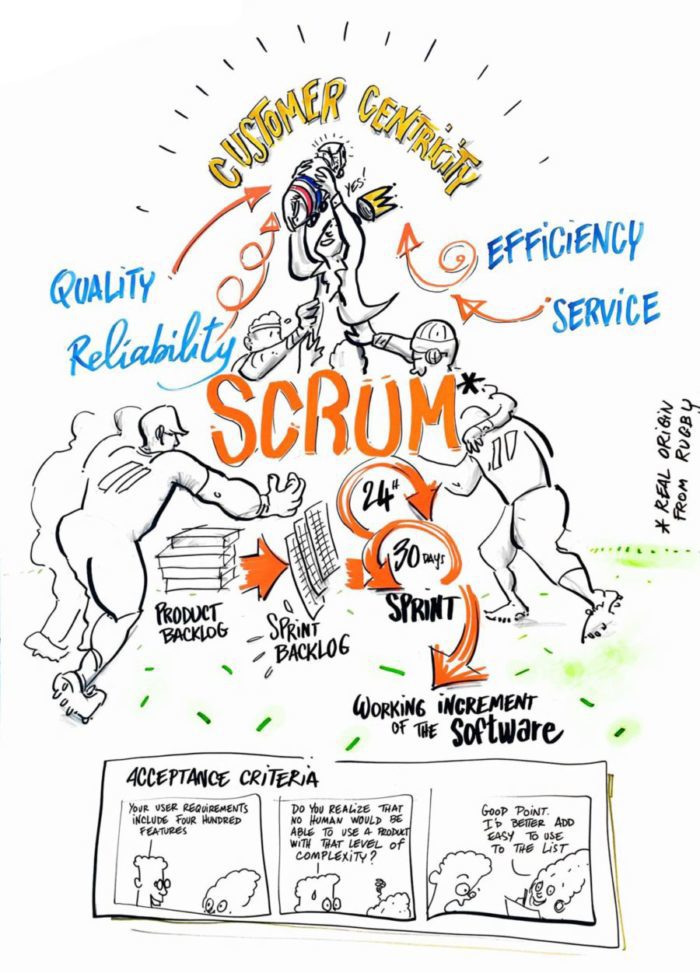 CUSTOMER CENTRICITY
YES!
QUALITY
Reliability
EFFICIENCY
SERVICE
SCRUM*
* REAL ORIGIN
FROM RUGBY
24H
30 DAYS
PRODUCT
BACKLOG
SPRINT
BACKLOG
SPRINT
WORKING INCREMENT
OF THE Software
ACCEPTANCE CRITERIA
YOUR USER REQUIREMENTS
INCLUDE FOUR HUNDRED
FEATURES
DO YOU REALIZE THAT
NO HUMAN WOULD BE
ABLE TO USE A PRODUCT
WITH THAT LEVEL OF
COMPLEXITY?
GOOD POINT.
I'D BETTER ADD
EASY TO USE
TO THE LIST